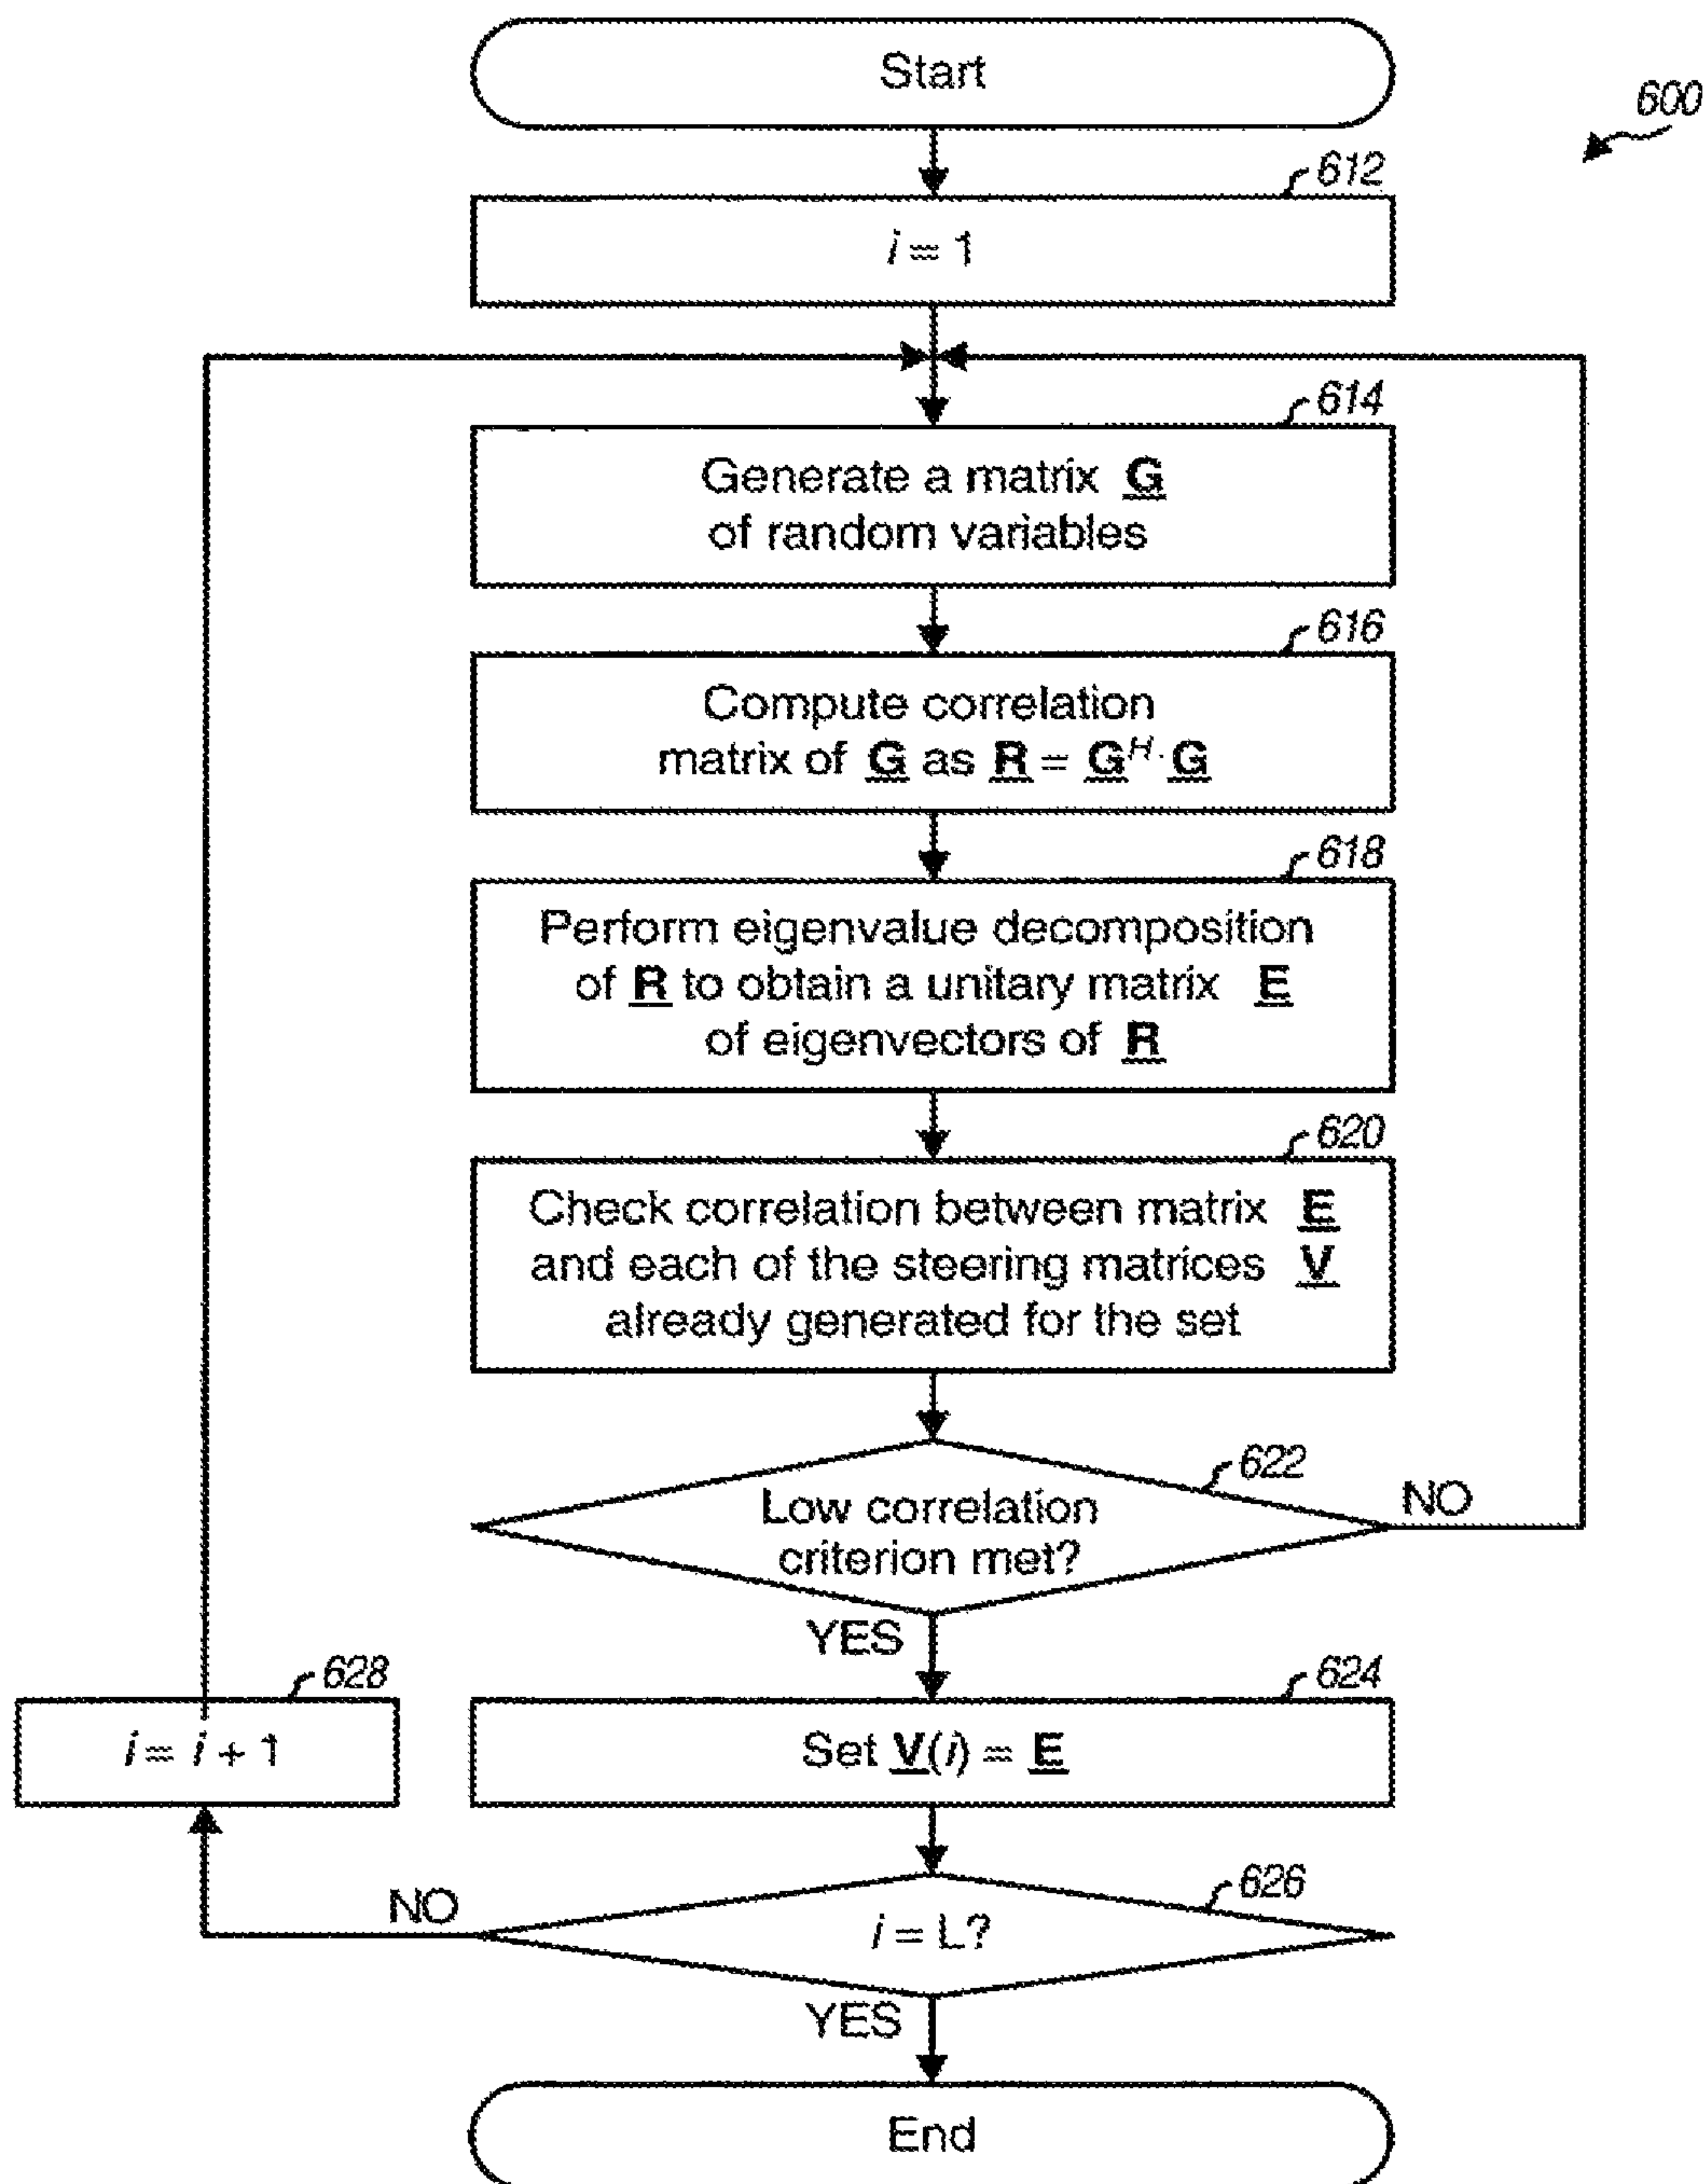 Start
600
612
i = 1
614
Generate a matrix G
of random variables
616
Compute correlation
matrix of G as R = G^H · G
618
Perform eigenvalue decomposition
of R to obtain a unitary matrix E
of eigenvectors of R
620
Check correlation between matrix E
and each of the steering matrices V
already generated for the set
622
Low correlation
criterion met?
NO
YES
628
i = i + 1
624
Set V(i) = E
626
i = L?
NO
YES
End